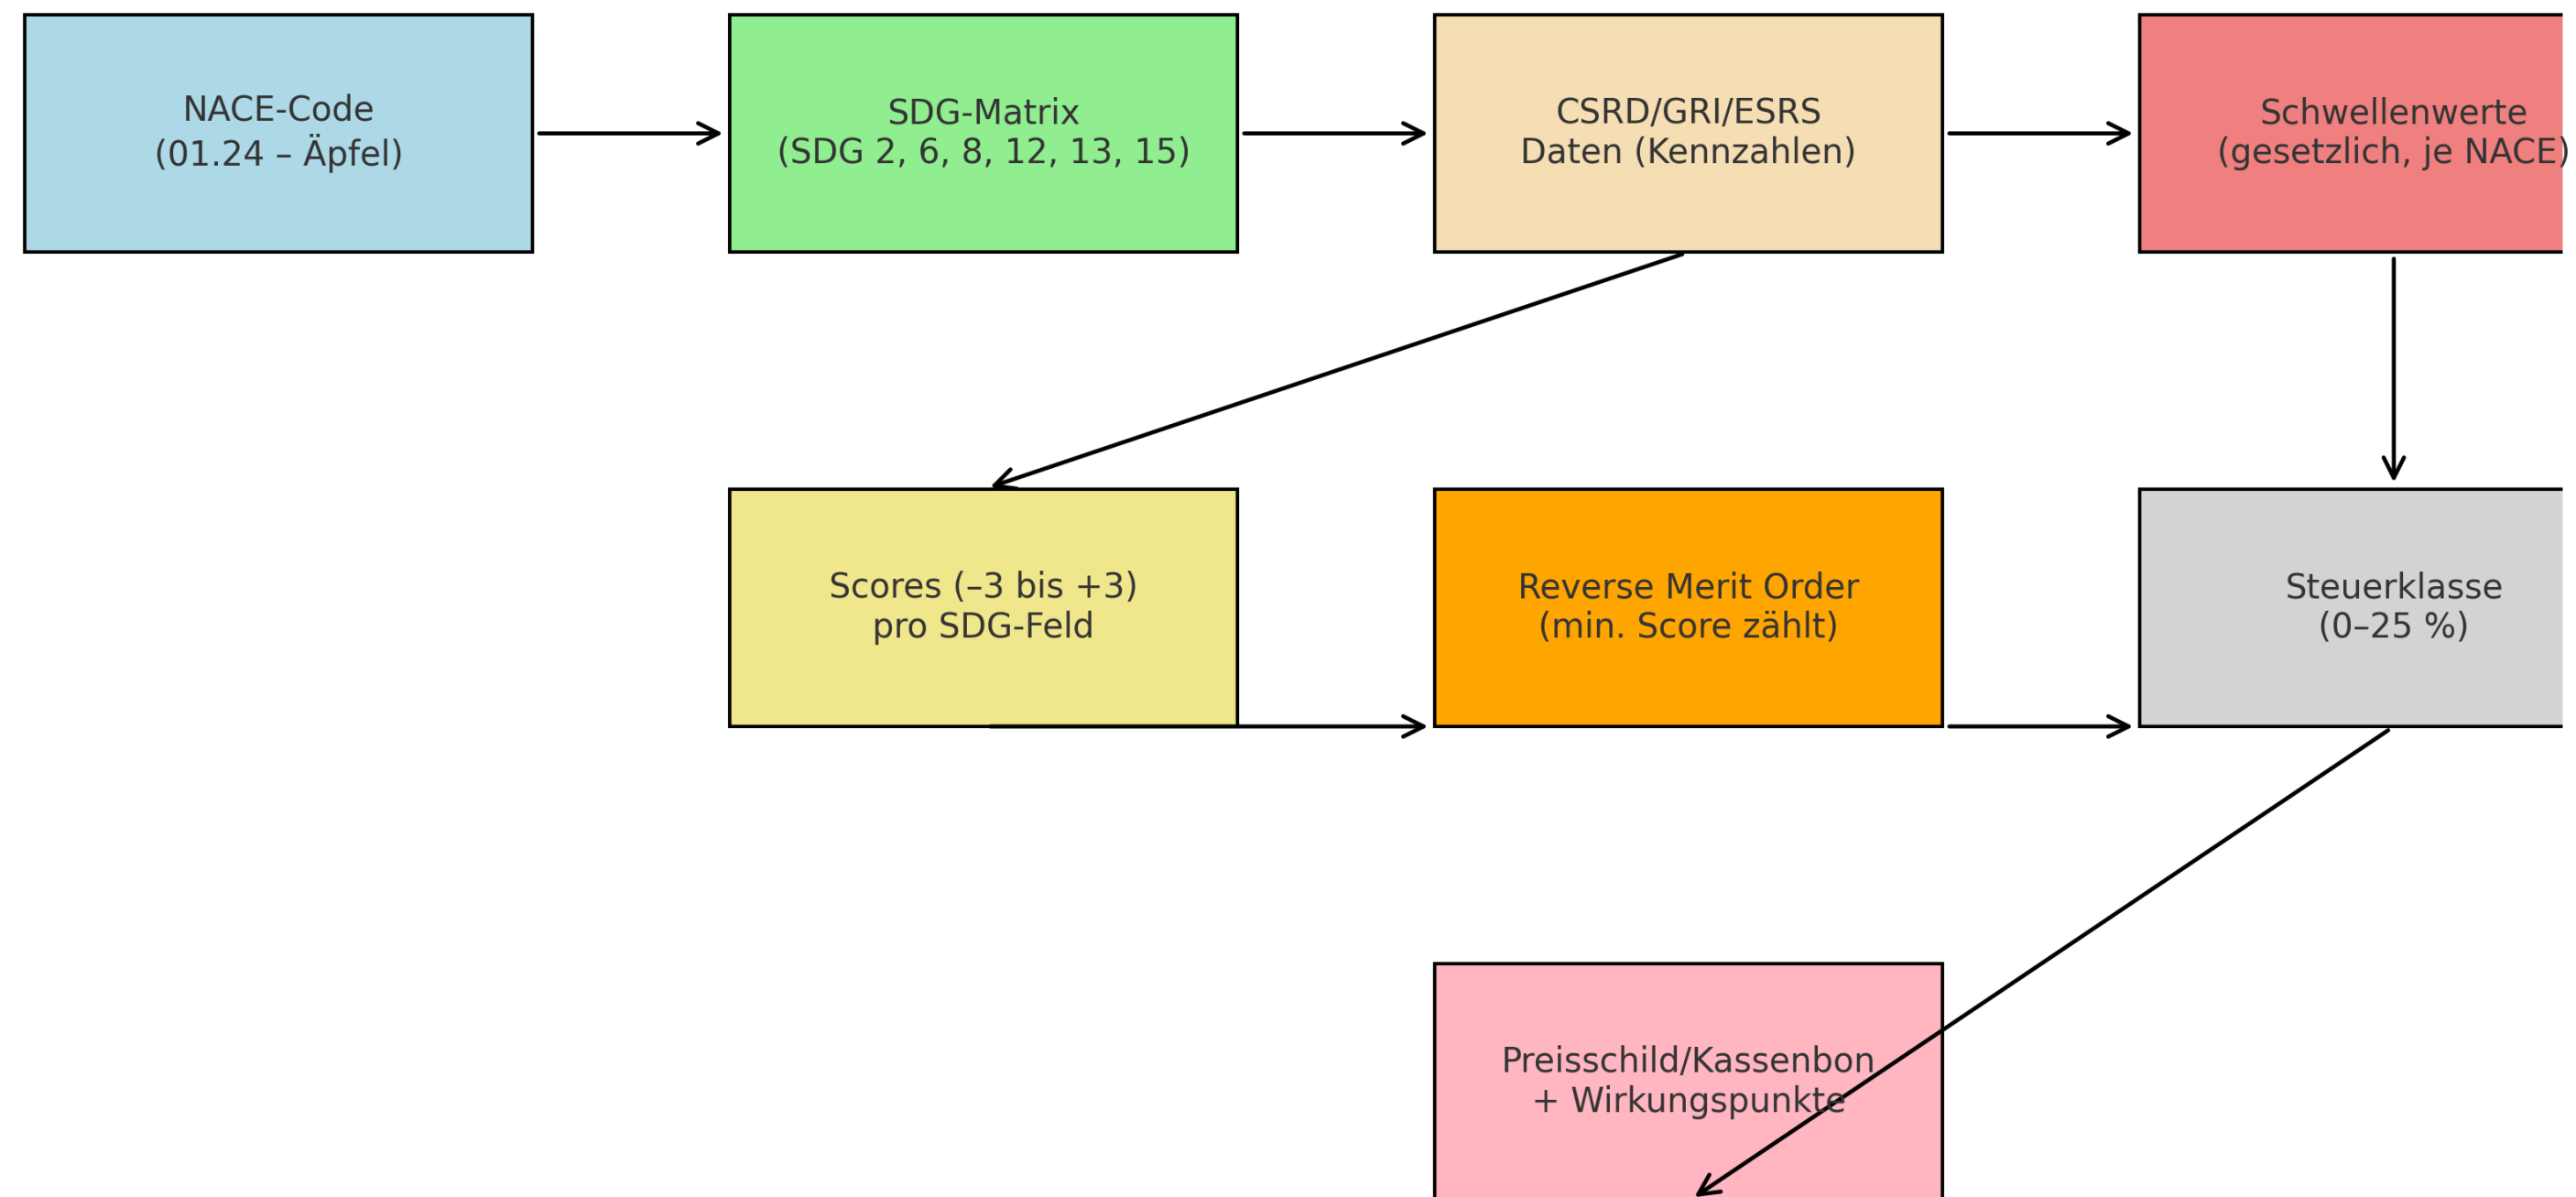 NACE-Code
(01.24 – Äpfel)
SDG-Matrix
(SDG 2, 6, 8, 12, 13, 15)
CSRD/GRI/ESRS
Daten (Kennzahlen)
Schwellenwerte
(gesetzlich, je NACE)
Scores (–3 bis +3)
pro SDG-Feld
Reverse Merit Order
(min. Score zählt)
Steuerklasse
(0–25 %)
Preisschild/Kassenbon
+ Wirkungspunkte